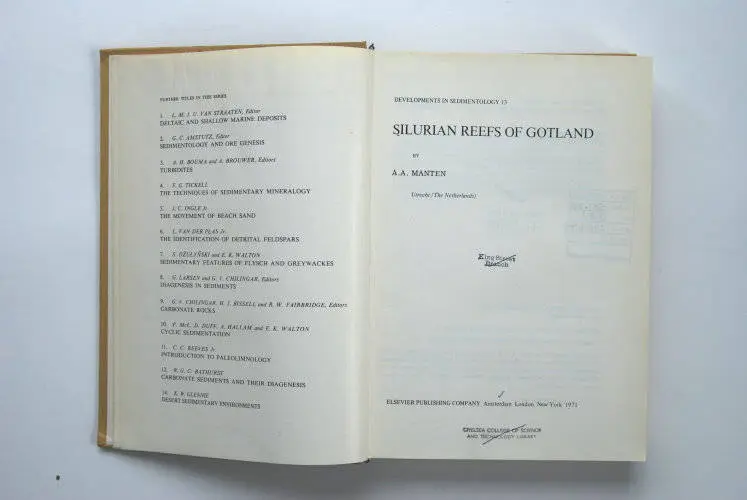 FURTHER TITLES IN THIS SERIES
1. L. M. J. U. VAN STRAATEN, Editor
DELTAIC AND SHALLOW MARINE DEPOSITS
2. G. C. AMSTUTZ, Editor
SEDIMENTOLOGY AND ORE GENESIS
3. A. H. BOUMA and A. BROUWER, Editors
TURBIDITES
4. F. G. TICKELL
THE TECHNIQUES OF SEDIMENTARY MINERALOGY
5. J. C. INGLE Jr.
THE MOVEMENT OF BEACH SAND
6. L. VAN DER PLAS Jr.
THE IDENTIFICATION OF DETRITAL FELDSPARS
7. S. DZULYŃSKI and E. K. WALTON
SEDIMENTARY FEATURES OF FLYSCH AND GREYWACKES
8. G. LARSEN and G. V. CHILINGAR, Editors
DIAGENESIS IN SEDIMENTS
9. G. V. CHILINGAR, H. J. BISSELL and R. W. FAIRBRIDGE, Editors
CARBONATE ROCKS
10. P. McL. D. DUFF, A. HALLAM and E. K. WALTON
CYCLIC SEDIMENTATION
11. C. C. REEVES Jr.
INTRODUCTION TO PALEOLIMNOLOGY
12. R. G. C. BATHURST
CARBONATE SEDIMENTS AND THEIR DIAGENESIS
14. K. W. GLENNIE
DESERT SEDIMENTARY ENVIRONMENTS
DEVELOPMENTS IN SEDIMENTOLOGY 13
SILURIAN REEFS OF GOTLAND
BY
A.A. MANTEN
Utrecht (The Netherlands)
King Street
Branch
ELSEVIER PUBLISHING COMPANY Amsterdam London New York 1971
CHELSEA COLLEGE OF SCIENCE
AND TECHNOLOGY LIBRARY